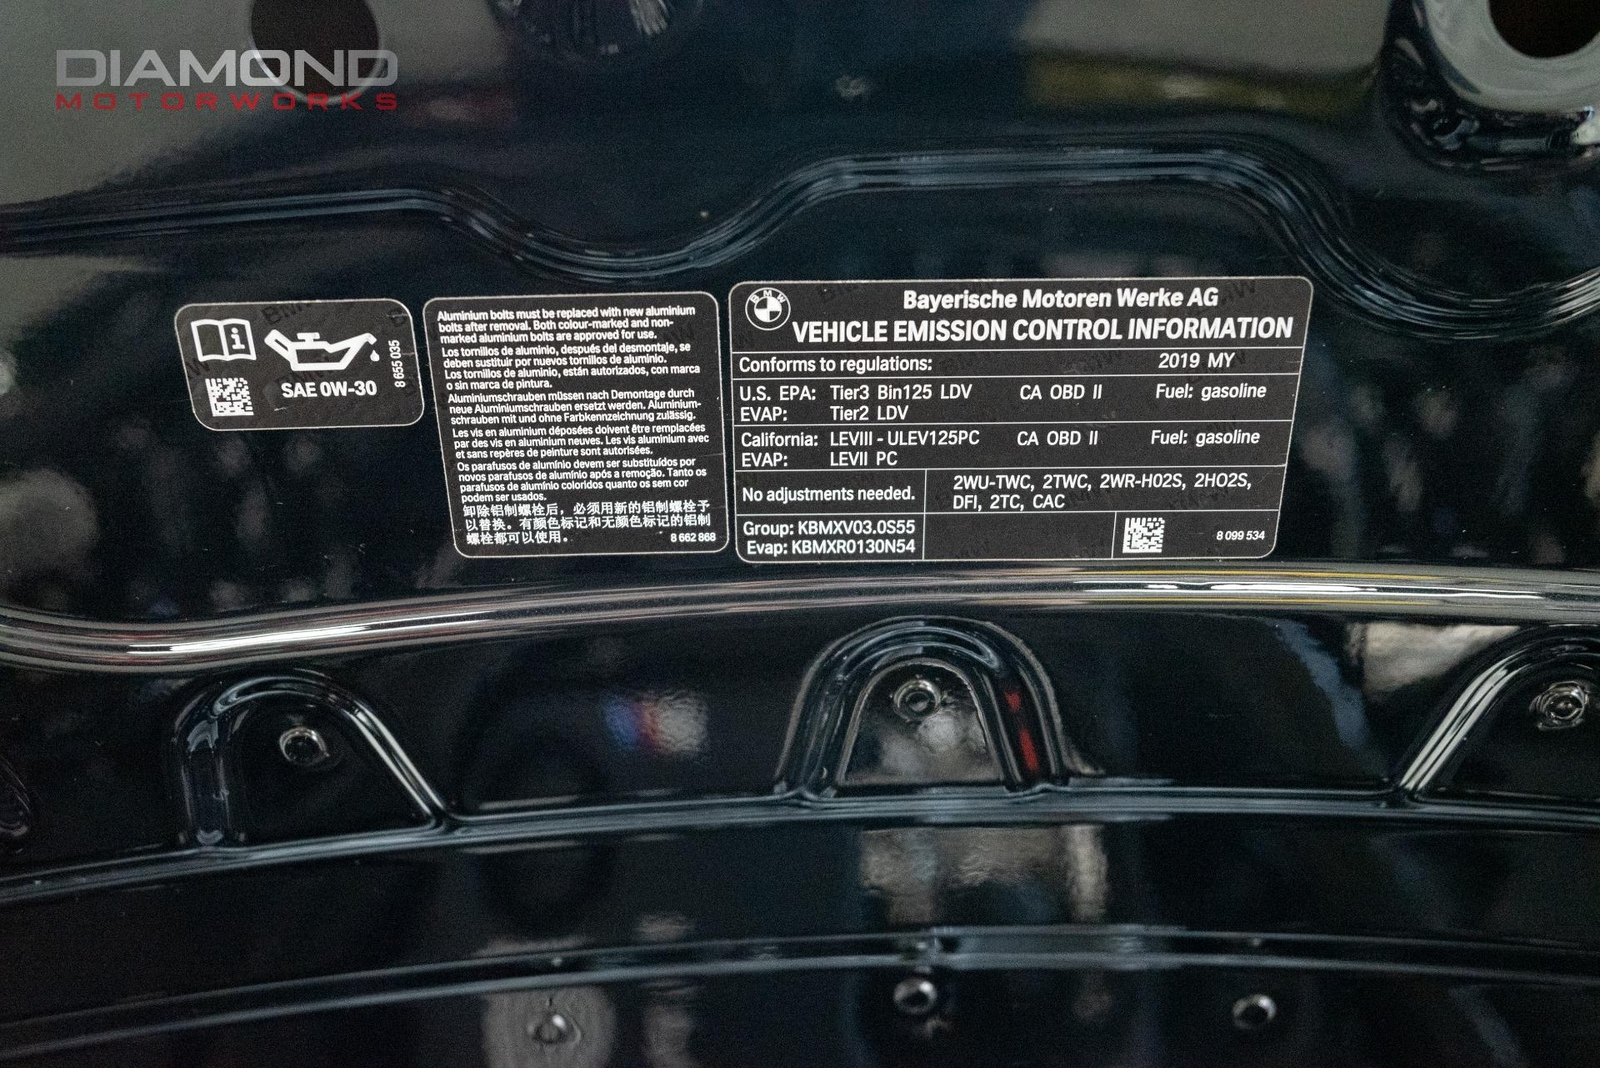 DIAMOND
MOTORWORKS
SAE 0W-30
8 655 035
Aluminium bolts must be replaced with new aluminium
bolts after removal. Both colour-marked and non-
marked aluminium bolts are approved for use.
Los tornillos de aluminio, después del desmontaje, se
deben sustituir por nuevos tornillos de aluminio.
Los tornillos de aluminio, están autorizados, con marca
o sin marca de pintura.
Aluminiumschrauben müssen nach Demontage durch
neue Aluminiumschrauben ersetzt werden. Aluminium-
schrauben mit und ohne Farbkennzeichnung zulässig.
Les vis en aluminium déposées doivent être remplacées
par des vis en aluminium neuves. Les vis aluminium avec
et sans repères de peinture sont autorisées.
Os parafusos de alumínio devem ser substituídos por
novos parafusos de alumínio após a remoção. Tanto os
parafusos de alumínio coloridos quanto os sem cor
podem ser usados.
卸除铝制螺栓后，必须用新的铝制螺栓予
以替换。有颜色标记和无颜色标记的铝制
螺栓都可以使用。
8 662 868
BMW
Bayerische Motoren Werke AG
VEHICLE EMISSION CONTROL INFORMATION
Conforms to regulations: 2019 MY
U.S. EPA: Tier3 Bin125 LDV CA OBD II Fuel: gasoline
EVAP: Tier2 LDV
California: LEVIII - ULEV125PC CA OBD II Fuel: gasoline
EVAP: LEVII PC
No adjustments needed.
2WU-TWC, 2TWC, 2WR-HO2S, 2HO2S,
DFI, 2TC, CAC
Group: KBMXV03.0S55
Evap: KBMXR0130N54
8 099 534